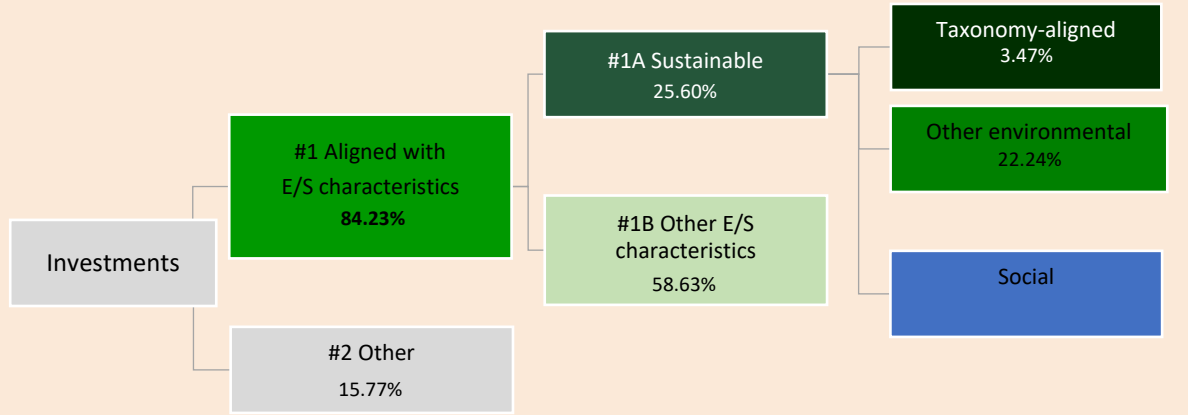 Investments
#1 Aligned with
E/S characteristics
84.23%
#2 Other
15.77%
#1A Sustainable
25.60%
#1B Other E/S
characteristics
58.63%
Taxonomy-aligned
3.47%
Other environmental
22.24%
Social